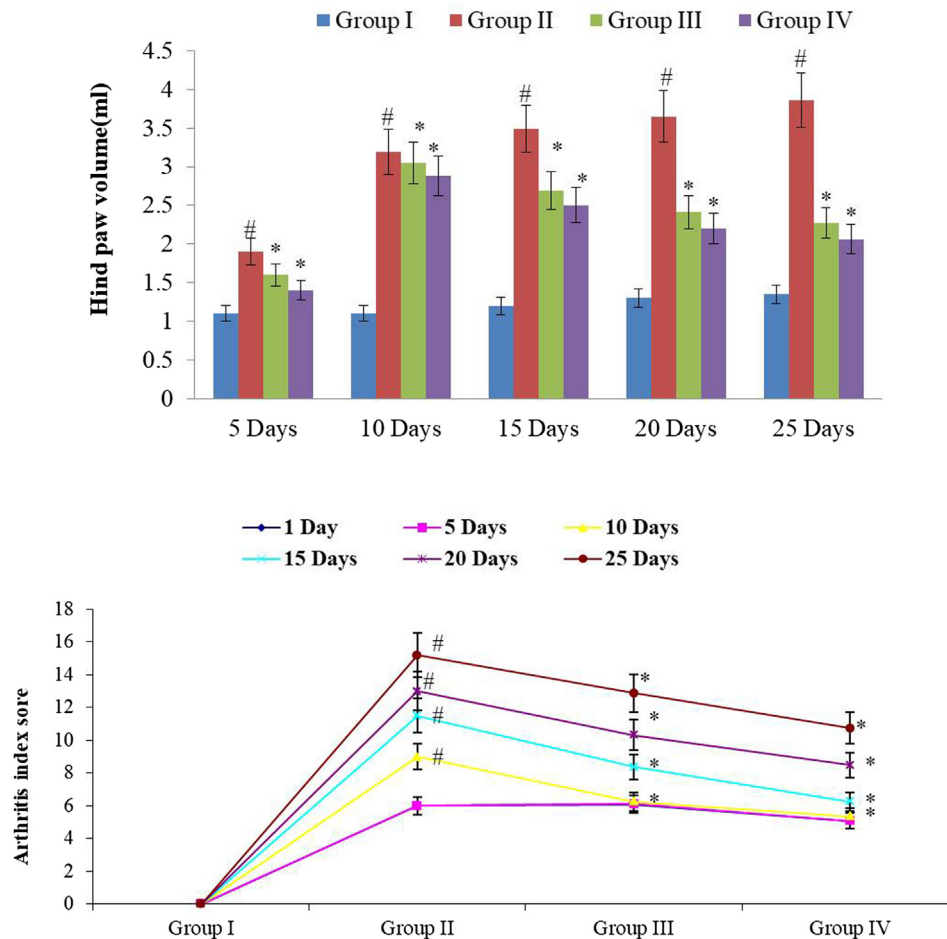 Group I Group II Group III Group IV
Hind paw volume(ml)
4.5
4
3.5
3
2.5
2
1.5
1
0.5
0
# * *
# * *
# * *
# * *
# * *
5 Days 10 Days 15 Days 20 Days 25 Days
1 Day 5 Days 10 Days
15 Days 20 Days 25 Days
Arthritis index sore
18
16
14
12
10
8
6
4
2
0
# * *
# * *
# * *
# * *
Group I Group II Group III Group IV